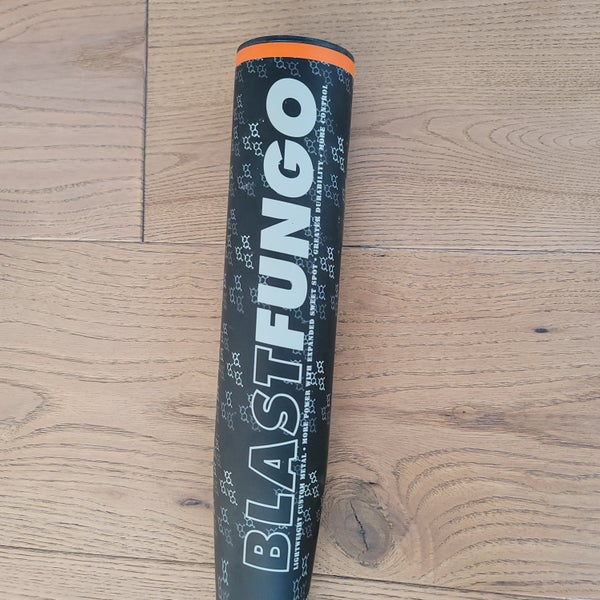 BLASTFUNGO
LIGHTWEIGHT CUSTOM METAL • MORE POWER WITH EXPANDED SWEET SPOT • GREATER DURABILITY • MORE CONTROL